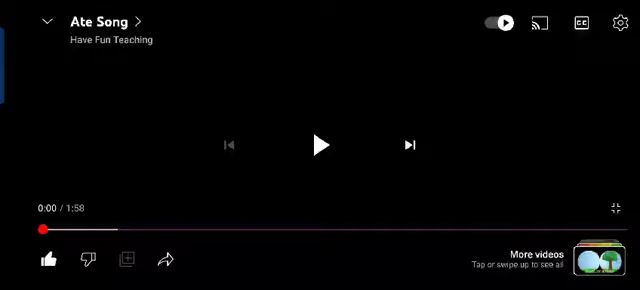 Ate Song
Have Fun Teaching
CC
0:00 / 1:58
More videos
Tap or swipe up to see all